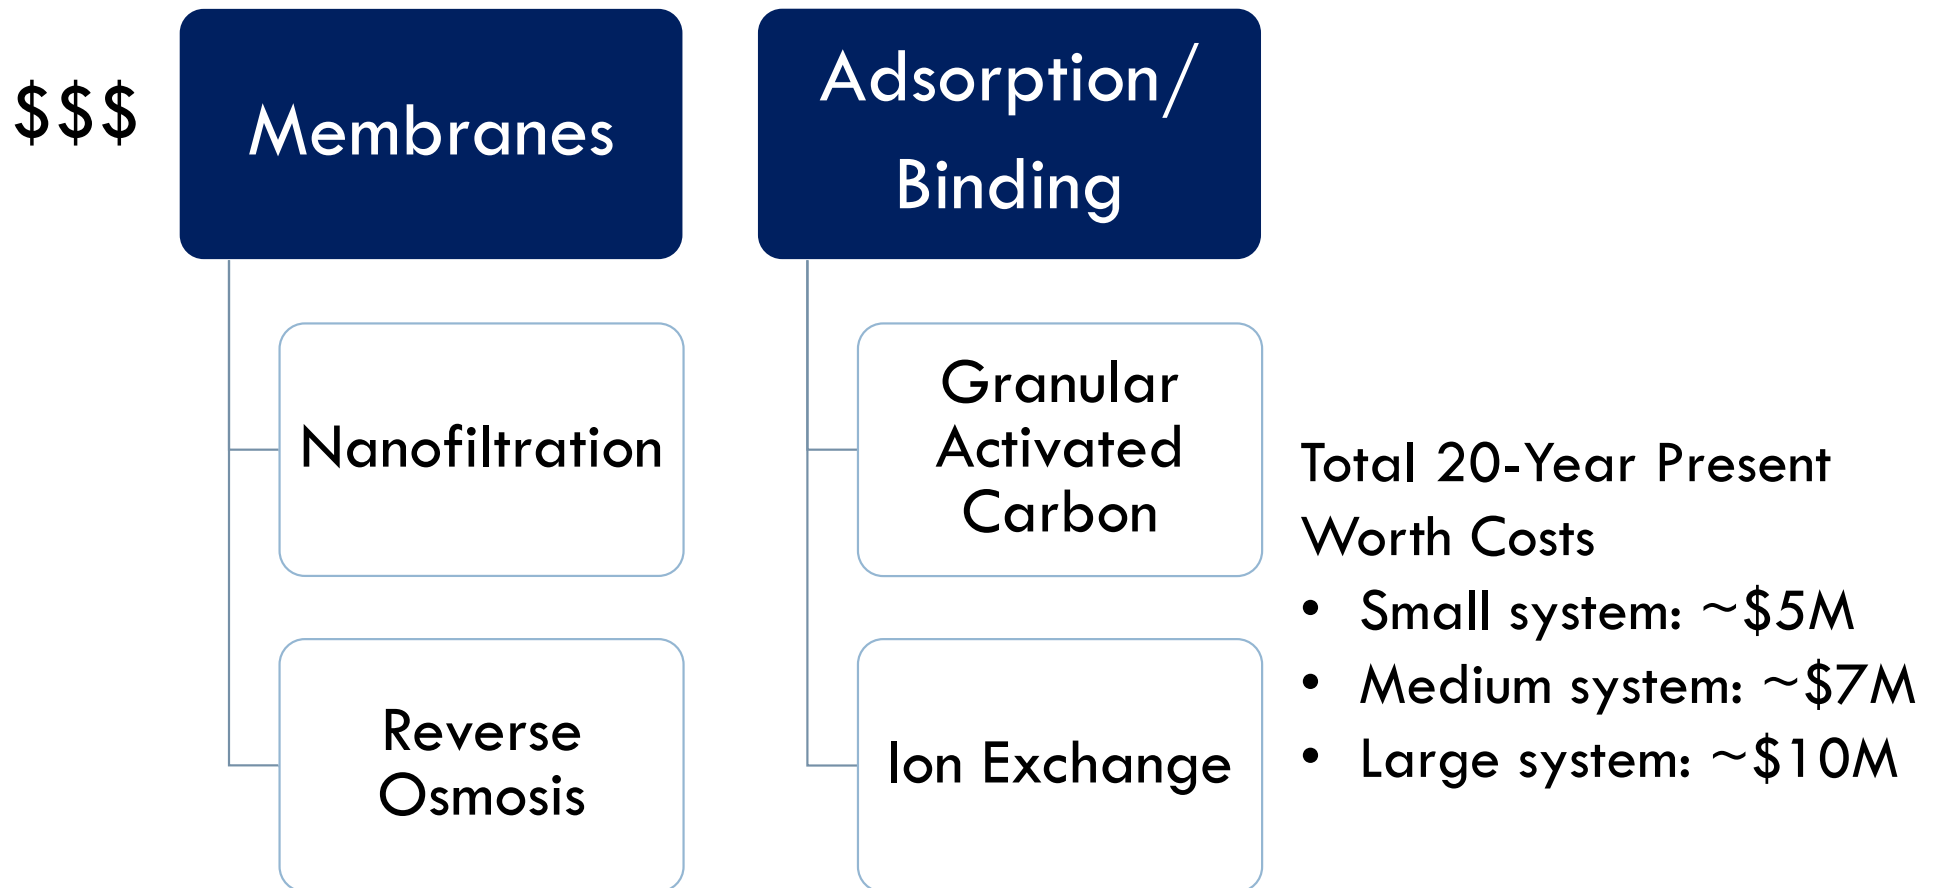 $$$
Membranes
Adsorption/
Binding
Nanofiltration
Granular
Activated
Carbon
Reverse
Osmosis
Ion Exchange
Total 20-Year Present
Worth Costs
• Small system: ~$5M
• Medium system: ~$7M
• Large system: ~$10M